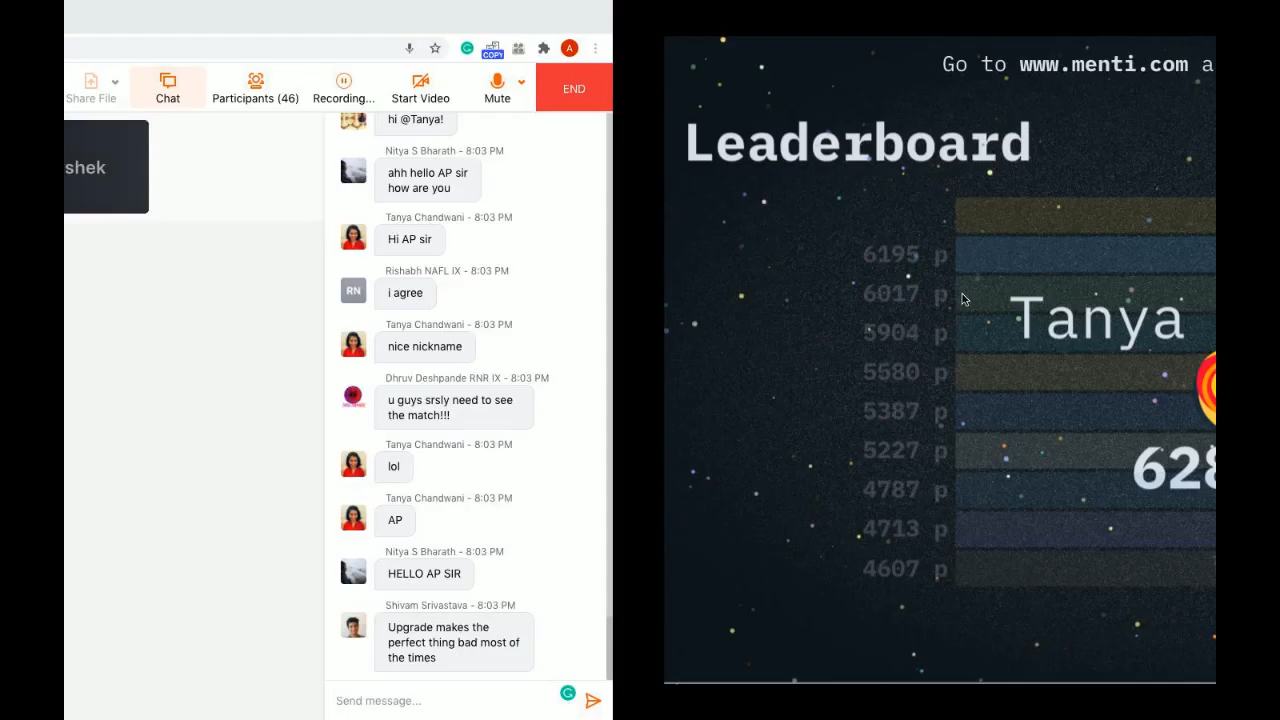 COPY
A
Share File
Chat
Participants (46)
Recording...
Start Video
Mute
END
shek
hi @Tanya!
Nitya S Bharath - 8:03 PM
ahh hello AP sir
how are you
Tanya Chandwani - 8:03 PM
Hi AP sir
Rishabh NAFL IX - 8:03 PM
RN
i agree
Tanya Chandwani - 8:03 PM
nice nickname
Dhruv Deshpande RNR IX - 8:03 PM
u guys srsly need to see
the match!!!
Tanya Chandwani - 8:03 PM
lol
Tanya Chandwani - 8:03 PM
AP
Nitya S Bharath - 8:03 PM
HELLO AP SIR
Shivam Srivastava - 8:03 PM
Upgrade makes the
perfect thing bad most of
the times
Send message...
Go to www.menti.com a
Leaderboard
6195 p
6017 p
5904 p
5580 p
5387 p
5227 p
4787 p
4713 p
4607 p
Tanya
628